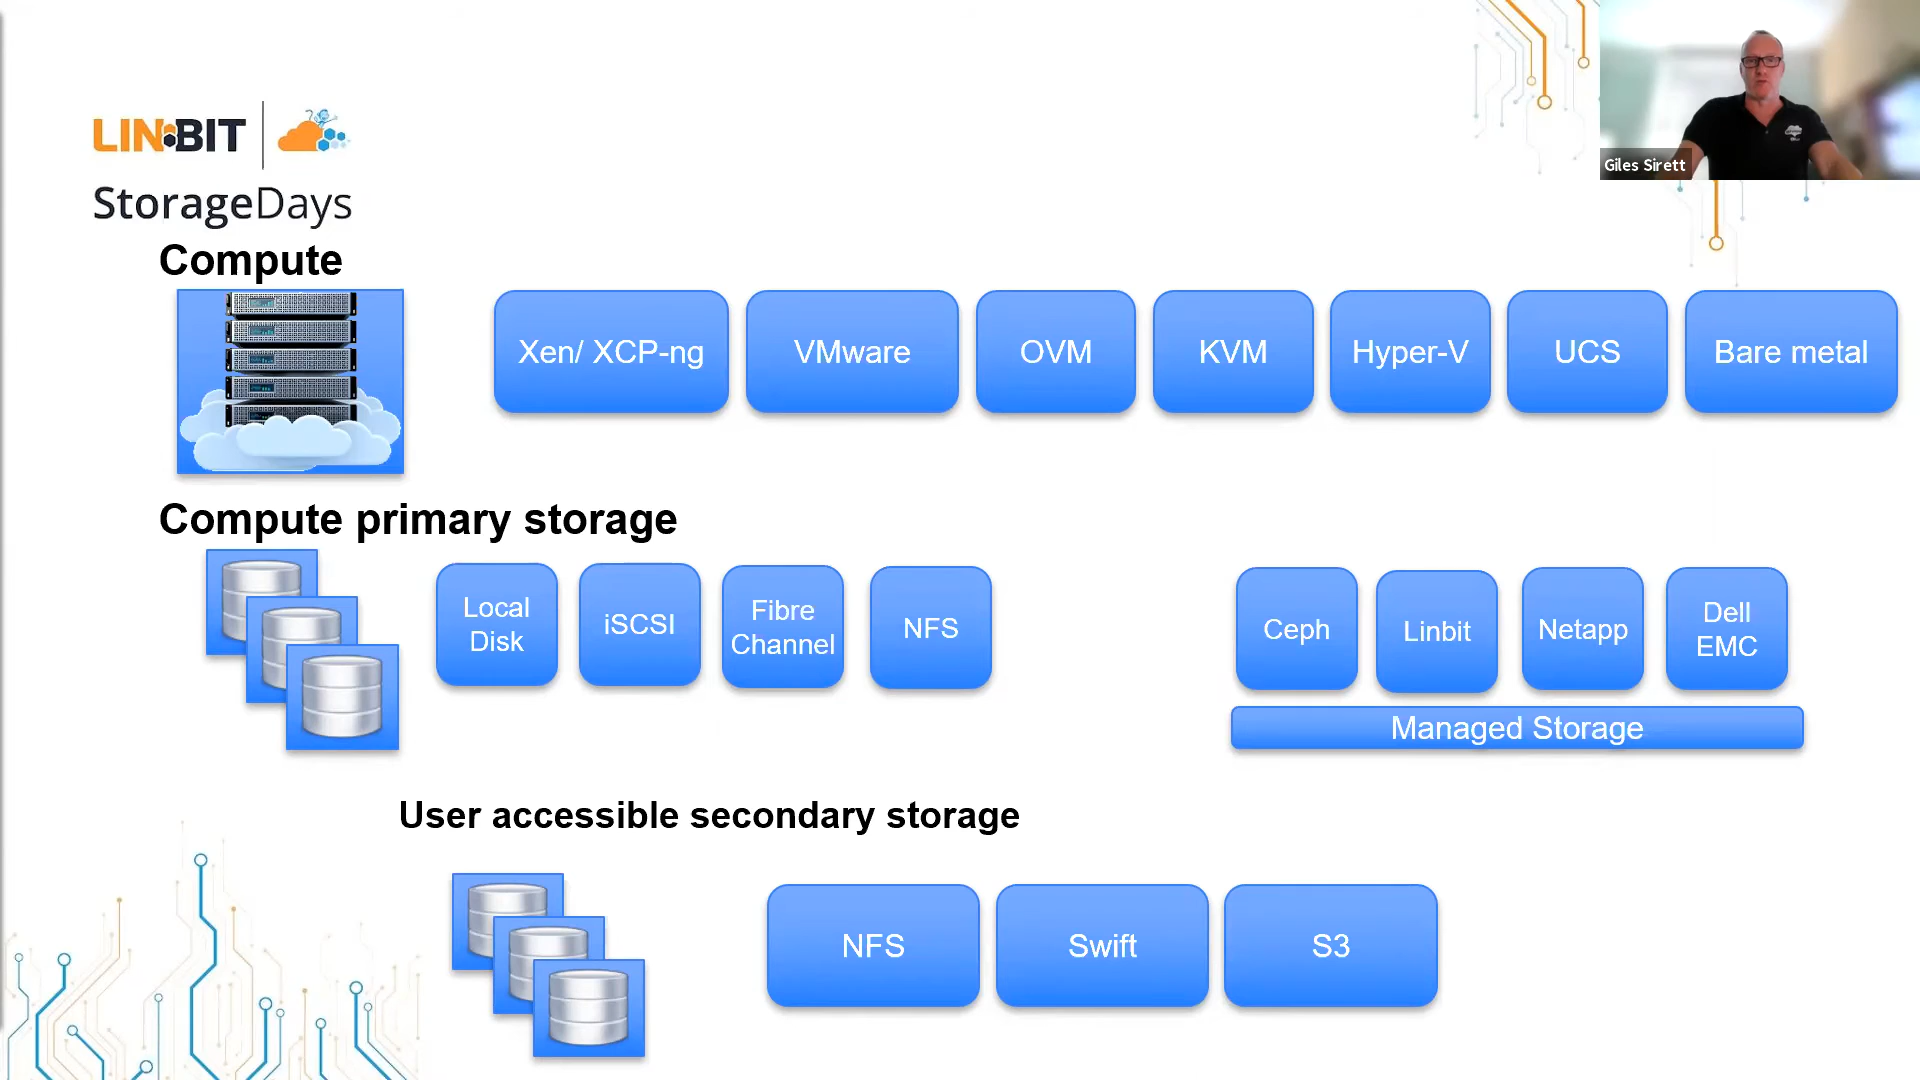 LINBIT
StorageDays
Giles Sirett
Compute
Xen/ XCP-ng
VMware
OVM
KVM
Hyper-V
UCS
Bare metal
Compute primary storage
Local
Disk
iSCSI
Fibre
Channel
NFS
Ceph
Linbit
Netapp
Dell
EMC
Managed Storage
User accessible secondary storage
NFS
Swift
S3